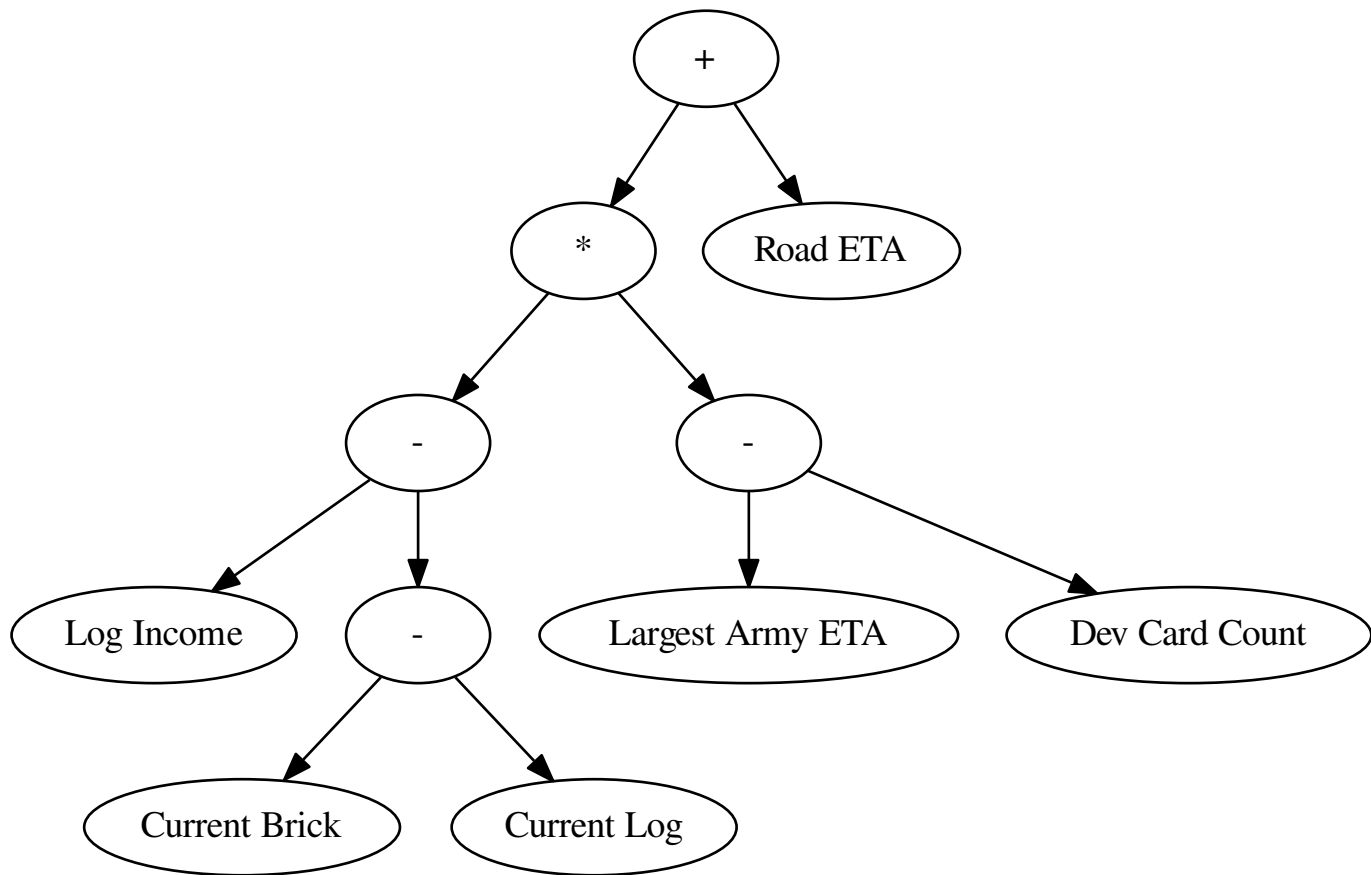 +
*
Road ETA
-
-
Log Income
-
Largest Army ETA
Dev Card Count
Current Brick
Current Log